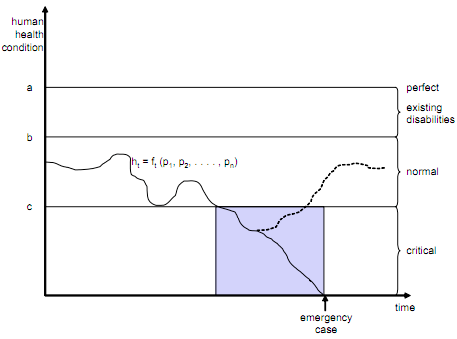 human
health
condition
a
perfect
existing
disabilities
b
hₜ = fₜ (p₁, p₂, . . . . , pₙ)
normal
c
critical
time
emergency
case